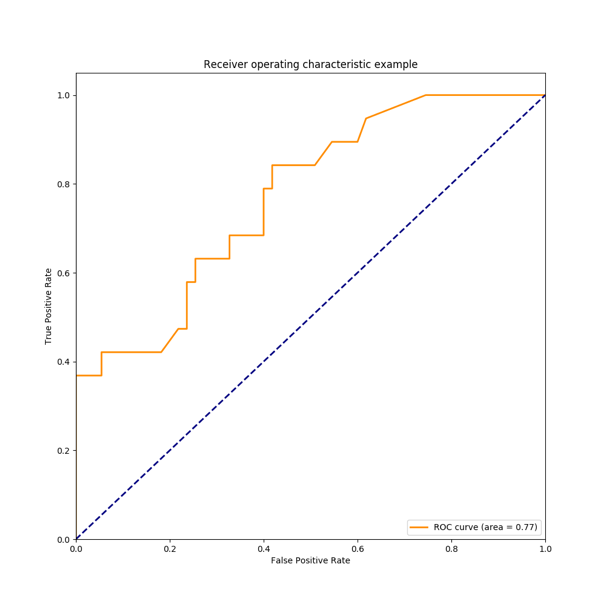 Receiver operating characteristic example
True Positive Rate
1.0
0.8
0.6
0.4
0.2
0.0
ROC curve (area = 0.77)
0.0 0.2 0.4 0.6 0.8 1.0
False Positive Rate